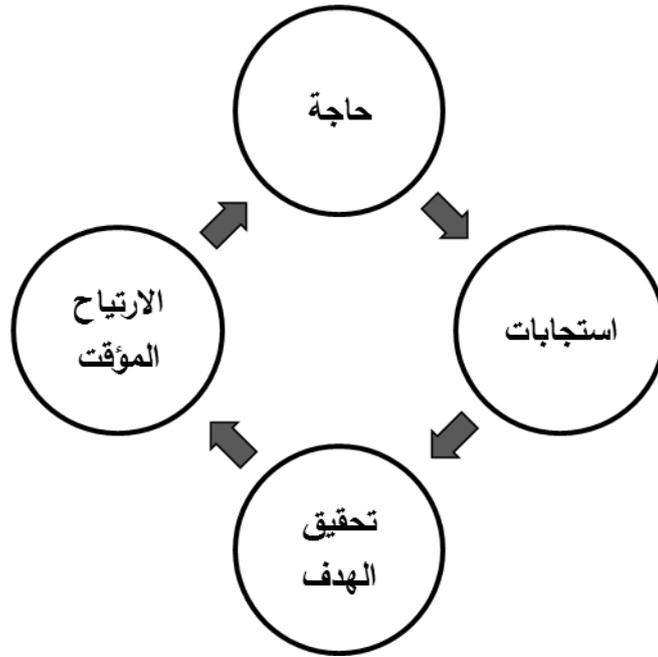 حاجة
استجابات
تحقيق
الهدف
الارتياح
المؤقت